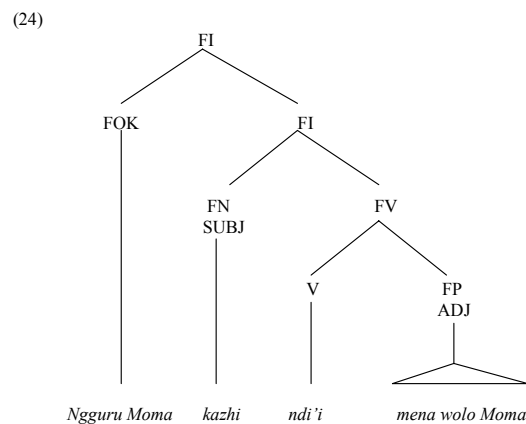 (24)
FI
FOK FI
FN FV
SUBJ
V FP
ADJ
Ngguru Moma kazhi ndi’i mena wolo Moma